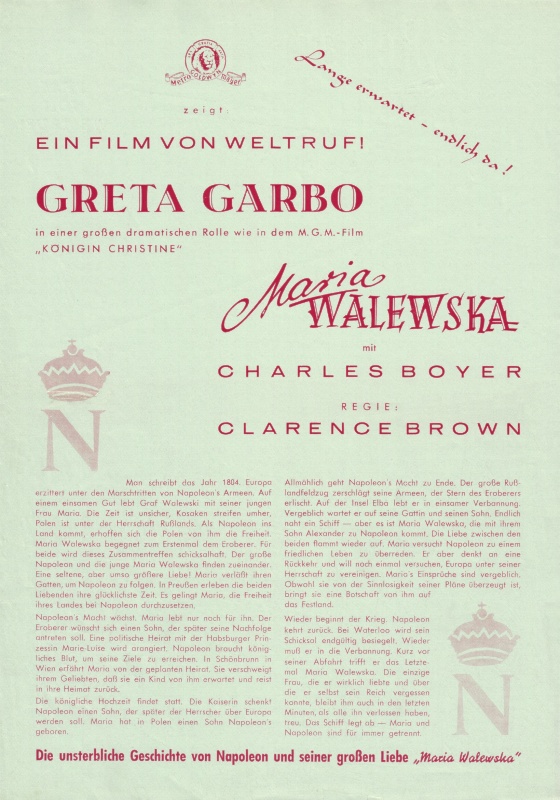 ARS GRATIA ARTIS
Metro GOLDWYN Mayer
zeigt:
Lange erwartet – endlich da!
EIN FILM VON WELTRUF!
GRETA GARBO
in einer großen dramatischen Rolle wie in dem M.G.M.-Film
„KÖNIGIN CHRISTINE"
Maria
WALEWSKA
mit
CHARLES BOYER
REGIE:
CLARENCE BROWN
N
Man schreibt das Jahr 1804. Europa
erzittert unter den Marschtritten von Napoleon's Armeen. Auf
einem einsamen Gut lebt Graf Walewski mit seiner jungen
Frau Maria. Die Zeit ist unsicher, Kosaken streifen umher,
Polen ist unter der Herrschaft Rußlands. Als Napoleon ins
Land kommt, erhoffen sich die Polen von ihm die Freiheit.
Maria Walewska begegnet zum Erstenmal dem Eroberer. Für
beide wird dieses Zusammentreffen schicksalhaft. Der große
Napoleon und die junge Maria Walewska finden zueinander.
Eine seltene, aber umso größere Liebe! Maria verläßt ihren
Gatten, um Napoleon zu folgen. In Preußen erleben die beiden
Liebenden ihre glücklichste Zeit. Es gelingt Maria, die Freiheit
ihres Landes bei Napoleon durchzusetzen.
Napoleon's Macht wächst. Maria lebt nur noch für ihn. Der
Eroberer wünscht sich einen Sohn, der später seine Nachfolge
antreten soll. Eine politische Heirat mit der Habsburger Prin-
zessin Marie-Luise wird arangiert. Napoleon braucht könig-
liches Blut, um seine Ziele zu erreichen. In Schönbrunn in
Wien erfährt Maria von der geplanten Heirat. Sie verschweigt
ihrem Geliebten, daß sie ein Kind von ihm erwartet und reist
in ihre Heimat zurück.
Die königliche Hochzeit findet statt. Die Kaiserin schenkt
Napoleon einen Sohn, der später der Herrscher über Europa
werden soll. Maria hat in Polen einen Sohn Napoleon's
geboren.
Allmählich geht Napoleon's Macht zu Ende. Der große Ruß-
landfeldzug zerschlägt seine Armeen, der Stern des Eroberers
erlischt. Auf der Insel Elba lebt er in einsamer Verbannung.
Vergeblich wartet er auf seine Gattin und seinen Sohn. Endlich
naht ein Schiff — aber es ist Maria Walewska, die mit ihrem
Sohn Alexander zu Napoleon kommt. Die Liebe zwischen den
beiden flammt wieder auf. Maria versucht Napoleon zu einem
friedlichen Leben zu überreden. Er aber denkt an eine
Rückkehr und will noch einmal versuchen, Europa unter seiner
Herrschaft zu vereinigen. Maria's Einsprüche sind vergeblich.
Obwohl sie von der Sinnlosigkeit seiner Pläne überzeugt ist,
bringt sie eine Botschaft von ihm auf
das Festland.
Wieder beginnt der Krieg. Napoleon
kehrt zurück. Bei Waterloo wird sein
Schicksal endgültig besiegelt. Wieder
muß er in die Verbannung. Kurz vor
seiner Abfahrt trifft er das Letzte-
mal Maria Walewska. Die einzige
Frau, die er wirklich liebte und über
die er selbst sein Reich vergessen
konnte, bleibt ihm auch in den letzten
Minuten, als alle ihn verlassen haben,
treu. Das Schiff legt ab — Maria und
Napoleon sind für immer getrennt.
N
Die unsterbliche Geschichte von Napoleon und seiner großen Liebe „Maria Walewska"